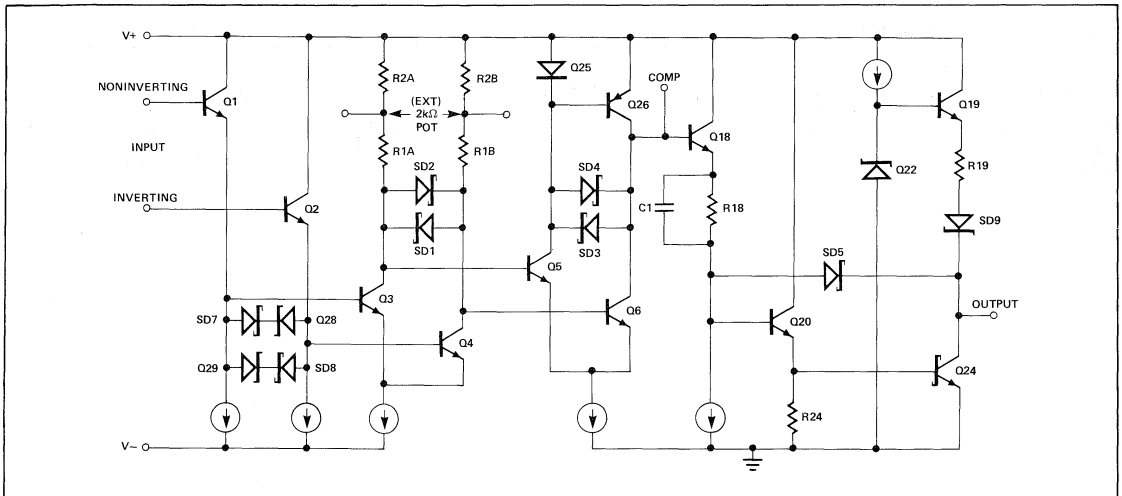 V+
NONINVERTING
INPUT
INVERTING
Q1
Q2
R2A
R2B
(EXT)
2kΩ
POT
R1A
R1B
SD2
SD1
Q3
Q4
SD7
Q28
Q29
SD8
V−
Q25
Q26
COMP
SD4
SD3
Q5
Q6
Q18
C1
R18
Q19
Q22
R19
SD9
SD5
OUTPUT
Q20
Q24
R24